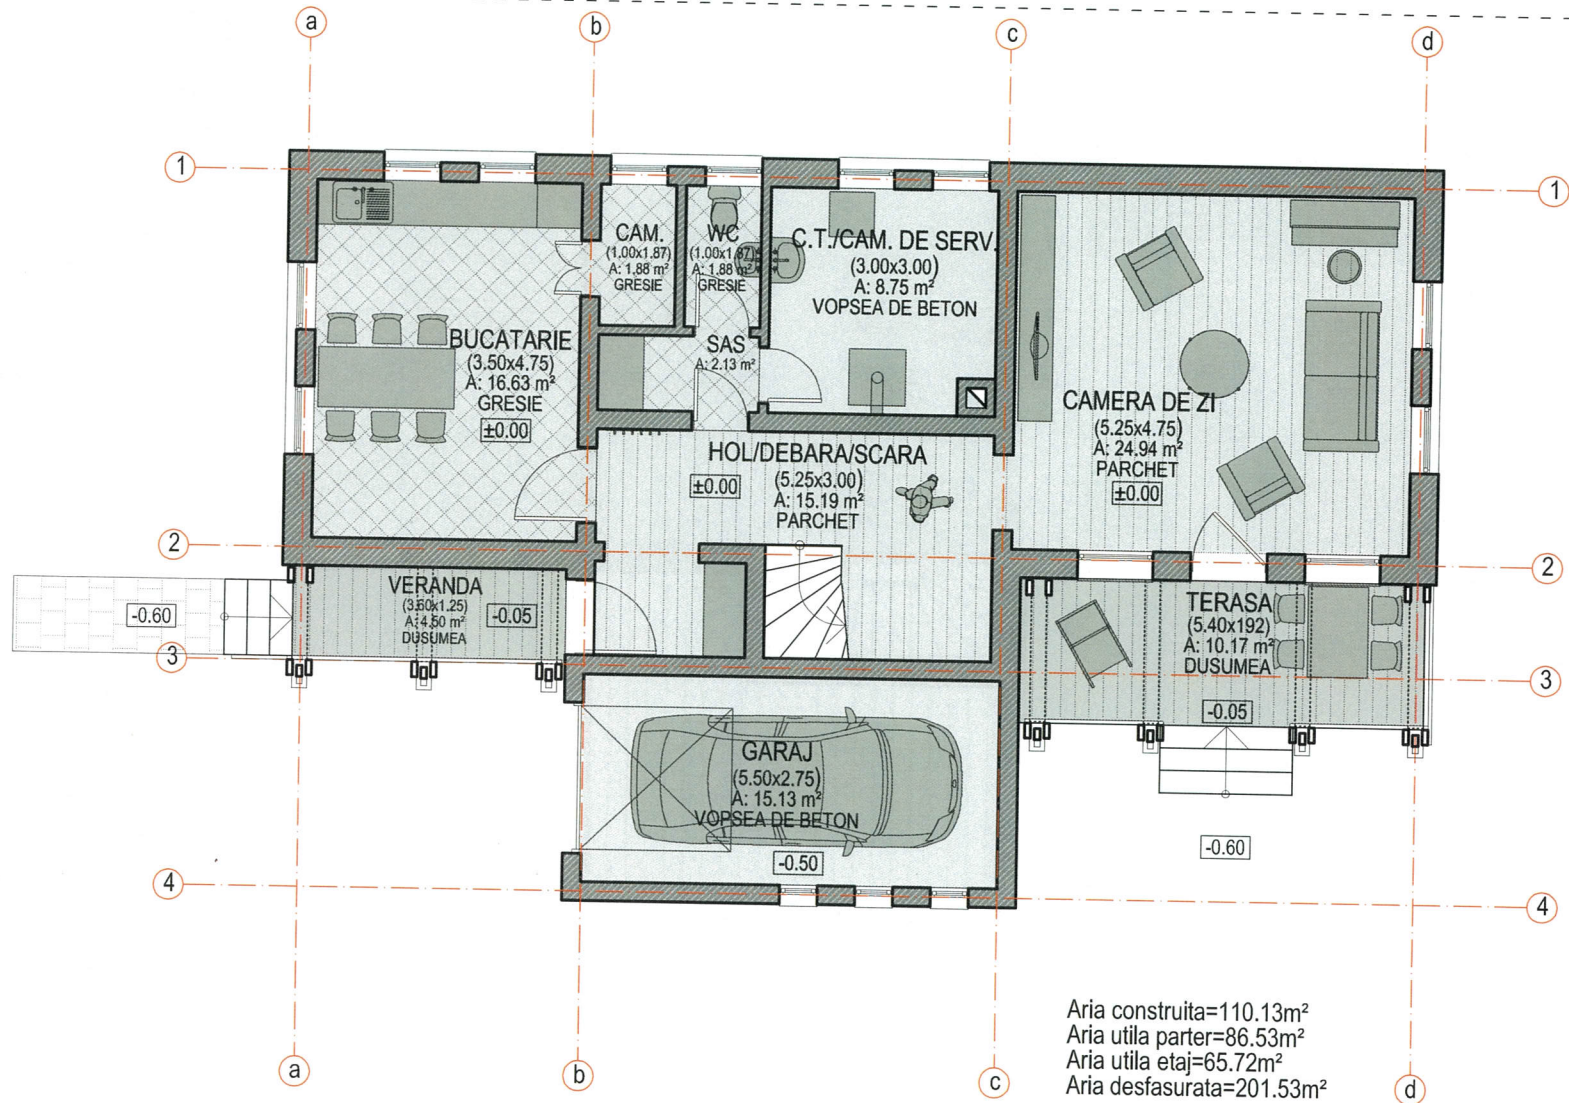 a
b
c
d
1
1
CAM.
(1.00x1.87)
A: 1.88 m²
GRESIE
WC
(1.00x1.87)
A: 1.88 m²
GRESIE
C.T./CAM. DE SERV.
(3.00x3.00)
A: 8.75 m²
VOPSEA DE BETON
BUCATARIE
(3.50x4.75)
A: 16.63 m²
GRESIE
±0.00
SAS
A: 2.13 m²
CAMERA DE ZI
(5.25x4.75)
A: 24.94 m²
PARCHET
±0.00
HOL/DEBARA/SCARA
(5.25x3.00)
A: 15.19 m²
PARCHET
±0.00
2
2
VERANDA
(3.60x1.25)
A: 4.50 m²
DUSUMEA
-0.05
-0.60
TERASA
(5.40x192)
A: 10.17 m²
DUSUMEA
-0.05
3
3
GARAJ
(5.50x2.75)
A: 15.13 m²
VOPSEA DE BETON
-0.50
-0.60
4
4
Aria construita=110.13m²
Aria utila parter=86.53m²
Aria utila etaj=65.72m²
Aria desfasurata=201.53m²
a
b
c
d